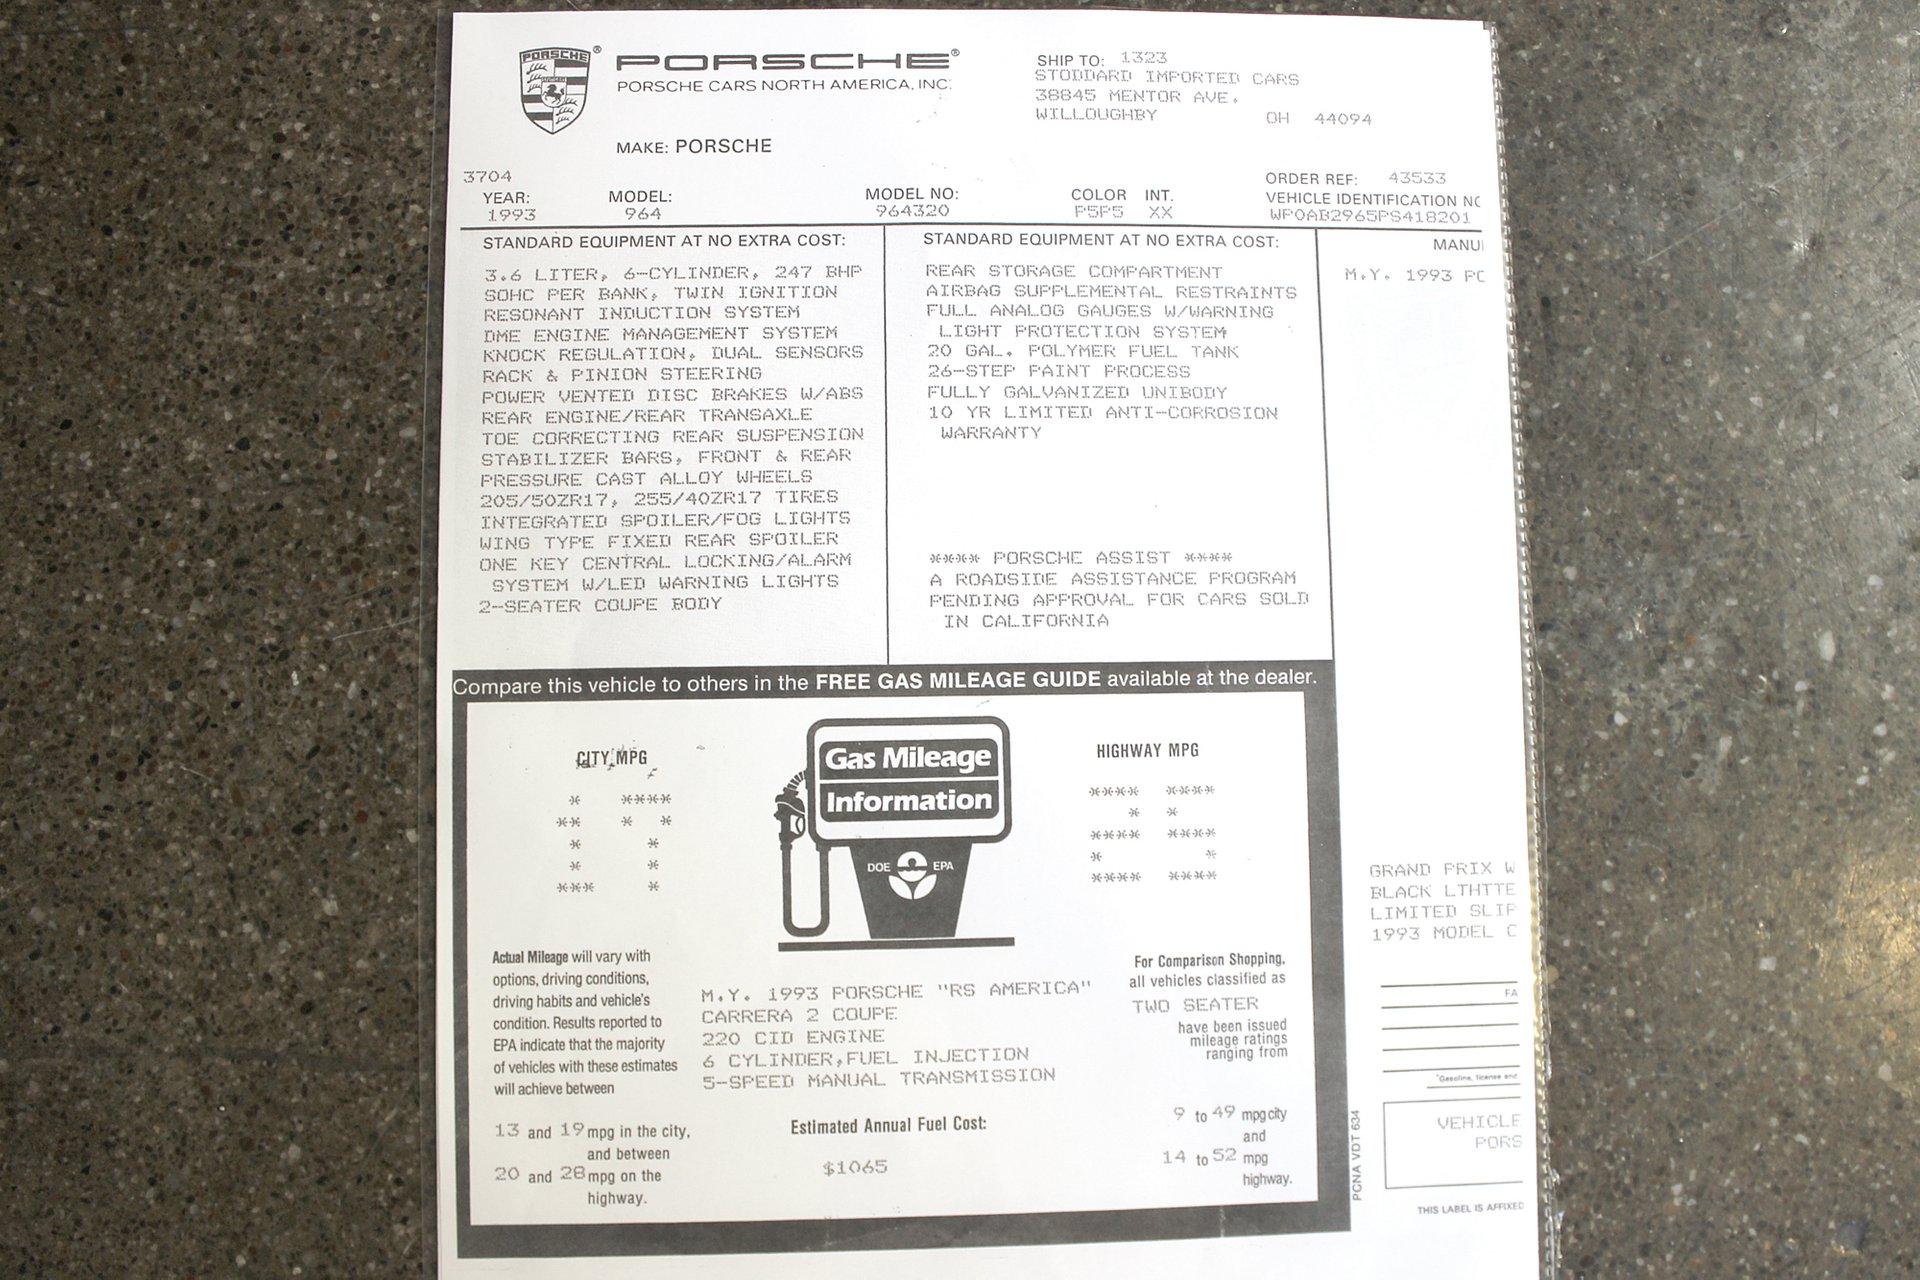 PORSCHE
PORSCHE®
PORSCHE CARS NORTH AMERICA, INC.
SHIP TO: 1323
STODDARD IMPORTED CARS
38845 MENTOR AVE.
WILLOUGHBY OH 44094
MAKE: PORSCHE
3704
ORDER REF: 43533
YEAR: MODEL: MODEL NO: COLOR INT. VEHICLE IDENTIFICATION NO
1993 964 964320 P5P5 XX WP0AB2965PS418201
STANDARD EQUIPMENT AT NO EXTRA COST:
3.6 LITER, 6-CYLINDER, 247 BHP
SOHC PER BANK, TWIN IGNITION
RESONANT INDUCTION SYSTEM
DME ENGINE MANAGEMENT SYSTEM
KNOCK REGULATION, DUAL SENSORS
RACK & PINION STEERING
POWER VENTED DISC BRAKES W/ABS
REAR ENGINE/REAR TRANSAXLE
TOE CORRECTING REAR SUSPENSION
STABILIZER BARS, FRONT & REAR
PRESSURE CAST ALLOY WHEELS
205/50ZR17, 255/40ZR17 TIRES
INTEGRATED SPOILER/FOG LIGHTS
WING TYPE FIXED REAR SPOILER
ONE KEY CENTRAL LOCKING/ALARM
SYSTEM W/LED WARNING LIGHTS
2-SEATER COUPE BODY
STANDARD EQUIPMENT AT NO EXTRA COST:
REAR STORAGE COMPARTMENT
AIRBAG SUPPLEMENTAL RESTRAINTS
FULL ANALOG GAUGES W/WARNING
LIGHT PROTECTION SYSTEM
20 GAL. POLYMER FUEL TANK
26-STEP PAINT PROCESS
FULLY GALVANIZED UNIBODY
10 YR LIMITED ANTI-CORROSION
WARRANTY
**** PORSCHE ASSIST ****
A ROADSIDE ASSISTANCE PROGRAM
PENDING APPROVAL FOR CARS SOLD
IN CALIFORNIA
MANU
M.Y. 1993 PO
GRAND PRIX W
BLACK LTHTTE
LIMITED SLIP
1993 MODEL C
FA
*Gasoline, license and
VEHICLE
PORS
THIS LABEL IS AFFIXED
PCNA VDT 634
Compare this vehicle to others in the FREE GAS MILEAGE GUIDE available at the dealer.
CITY MPG
17
Gas Mileage
Information
DOE EPA
HIGHWAY MPG
22
Actual Mileage will vary with
options, driving conditions,
driving habits and vehicle's
condition. Results reported to
EPA indicate that the majority
of vehicles with these estimates
will achieve between
13 and 19 mpg in the city,
and between
20 and 28 mpg on the
highway.
M.Y. 1993 PORSCHE "RS AMERICA"
CARRERA 2 COUPE
220 CID ENGINE
6 CYLINDER,FUEL INJECTION
5-SPEED MANUAL TRANSMISSION
Estimated Annual Fuel Cost:
$1065
For Comparison Shopping,
all vehicles classified as
TWO SEATER
have been issued
mileage ratings
ranging from
9 to 49 mpg city
and
14 to 52 mpg
highway.